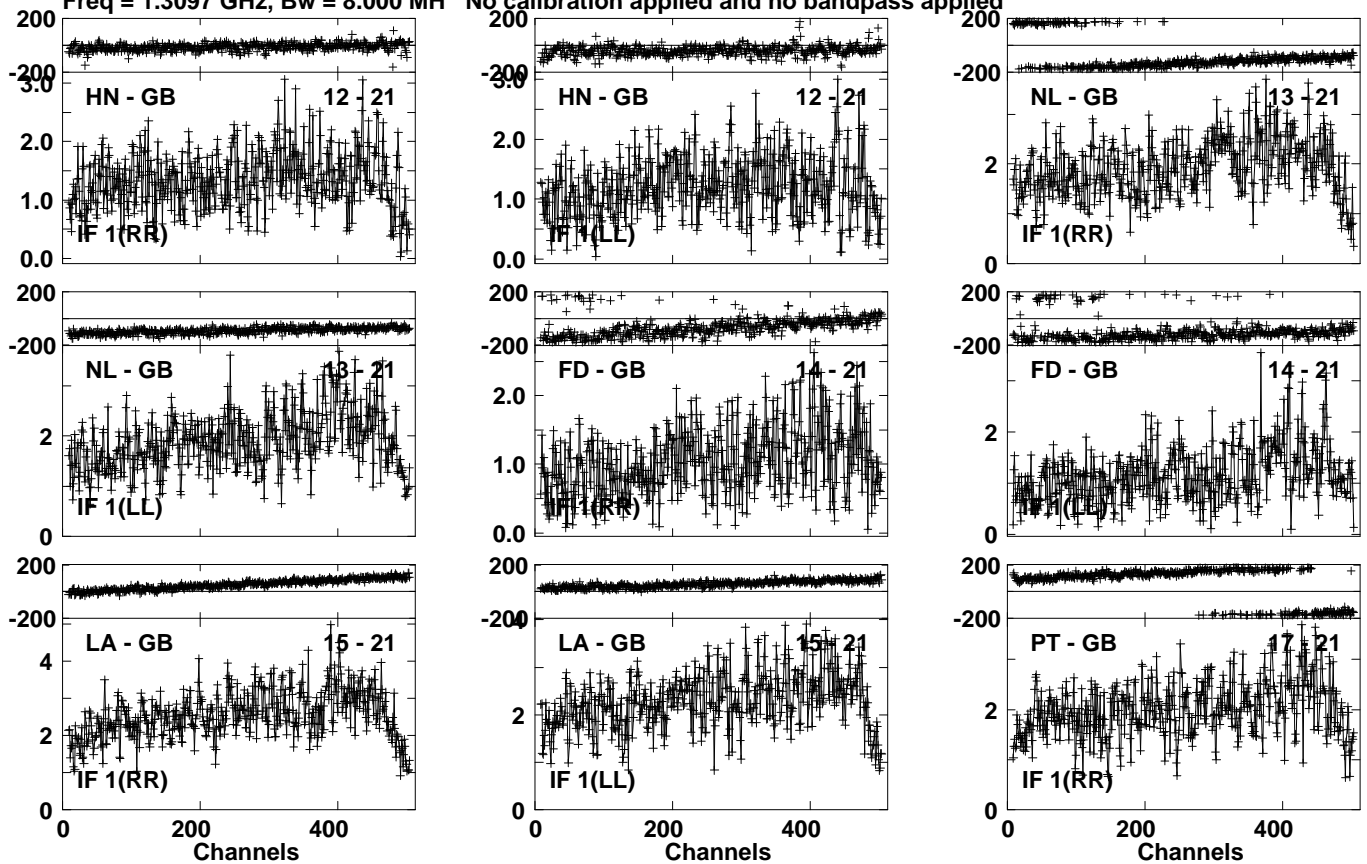 Freq = 1.3097 GHz, Bw = 8.000 MH No calibration applied and no bandpass applied
200
-200
3.0
2.0
1.0
0.0
HN - GB 12 - 21
IF 1(RR)
3.0
2.0
1.0
0.0
HN - GB 12 - 21
IF 1(LL)
200
-200
2
0
NL - GB 13 - 21
IF 1(RR)
200
-200
2
0
NL - GB 13 - 21
IF 1(LL)
200
-200
2.0
1.0
0.0
FD - GB 14 - 21
IF 1(RR)
200
-200
2
0
FD - GB 14 - 21
IF 1(LL)
200
-200
4
2
0
LA - GB 15 - 21
IF 1(RR)
0 200 400
Channels
200
-200
4
2
0
LA - GB 15 - 21
IF 1(LL)
0 200 400
Channels
200
-200
2
0
PT - GB 17 - 21
IF 1(RR)
0 200 400
Channels